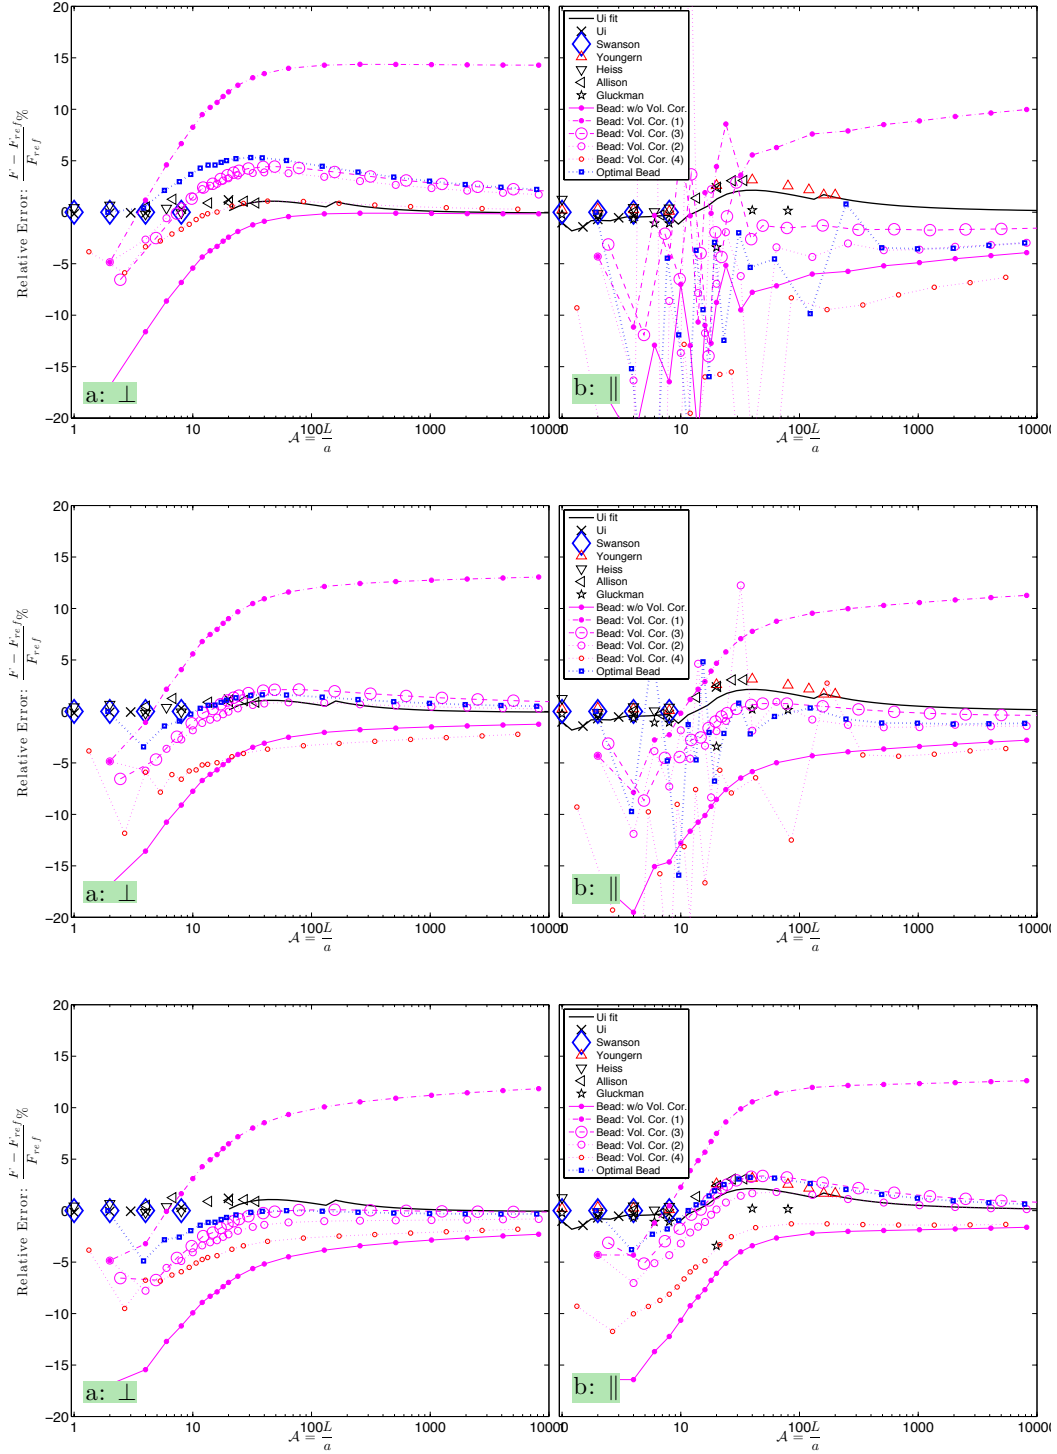 20
15
10
5
0
−5
−10
−15
−20
Relative Error: F − F_ref / F_ref %
a: ⊥
1 10 100 1000 10000
𝒜 = L/a
Ui fit
Ui
Swanson
Youngern
Heiss
Allison
Gluckman
Bead: w/o Vol. Cor.
Bead: Vol. Cor. (1)
Bead: Vol. Cor. (3)
Bead: Vol. Cor. (2)
Bead: Vol. Cor. (4)
Optimal Bead
b: ∥
10 100 1000 10000
𝒜 = L/a
20
15
10
5
0
−5
−10
−15
−20
Relative Error: F − F_ref / F_ref %
a: ⊥
1 10 100 1000 10000
𝒜 = L/a
Ui fit
Ui
Swanson
Youngern
Heiss
Allison
Gluckman
Bead: w/o Vol. Cor.
Bead: Vol. Cor. (1)
Bead: Vol. Cor. (3)
Bead: Vol. Cor. (2)
Bead: Vol. Cor. (4)
Optimal Bead
b: ∥
10 100 1000 10000
𝒜 = L/a
20
15
10
5
0
−5
−10
−15
−20
Relative Error: F − F_ref / F_ref %
a: ⊥
1 10 100 1000 10000
𝒜 = L/a
Ui fit
Ui
Swanson
Youngern
Heiss
Allison
Gluckman
Bead: w/o Vol. Cor.
Bead: Vol. Cor. (1)
Bead: Vol. Cor. (3)
Bead: Vol. Cor. (2)
Bead: Vol. Cor. (4)
Optimal Bead
b: ∥
10 100 1000 10000
𝒜 = L/a